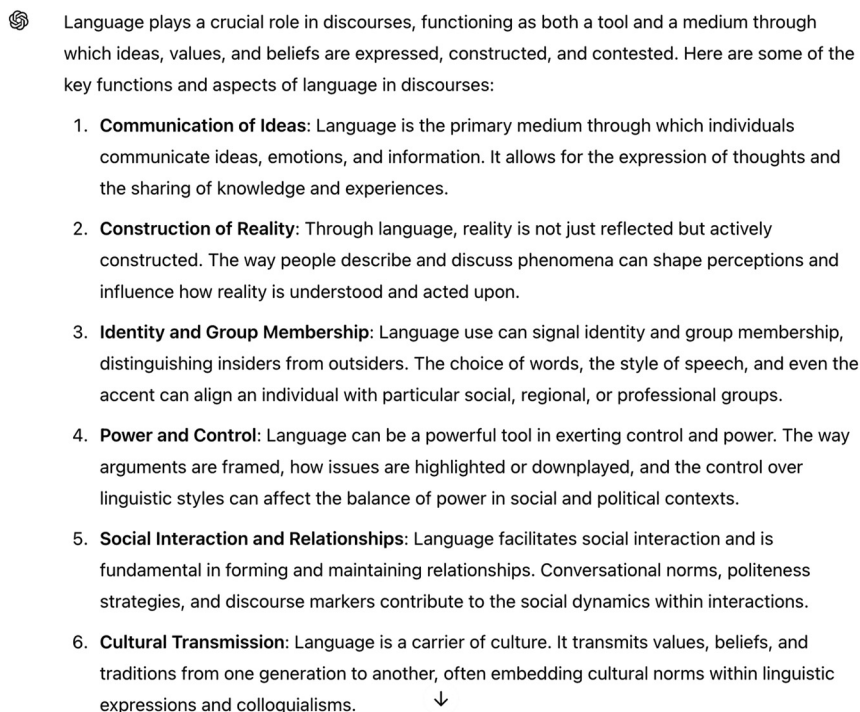 Language plays a crucial role in discourses, functioning as both a tool and a medium through
which ideas, values, and beliefs are expressed, constructed, and contested. Here are some of the
key functions and aspects of language in discourses:
1. Communication of Ideas: Language is the primary medium through which individuals
communicate ideas, emotions, and information. It allows for the expression of thoughts and
the sharing of knowledge and experiences.
2. Construction of Reality: Through language, reality is not just reflected but actively
constructed. The way people describe and discuss phenomena can shape perceptions and
influence how reality is understood and acted upon.
3. Identity and Group Membership: Language use can signal identity and group membership,
distinguishing insiders from outsiders. The choice of words, the style of speech, and even the
accent can align an individual with particular social, regional, or professional groups.
4. Power and Control: Language can be a powerful tool in exerting control and power. The way
arguments are framed, how issues are highlighted or downplayed, and the control over
linguistic styles can affect the balance of power in social and political contexts.
5. Social Interaction and Relationships: Language facilitates social interaction and is
fundamental in forming and maintaining relationships. Conversational norms, politeness
strategies, and discourse markers contribute to the social dynamics within interactions.
6. Cultural Transmission: Language is a carrier of culture. It transmits values, beliefs, and
traditions from one generation to another, often embedding cultural norms within linguistic
expressions and colloquialisms.